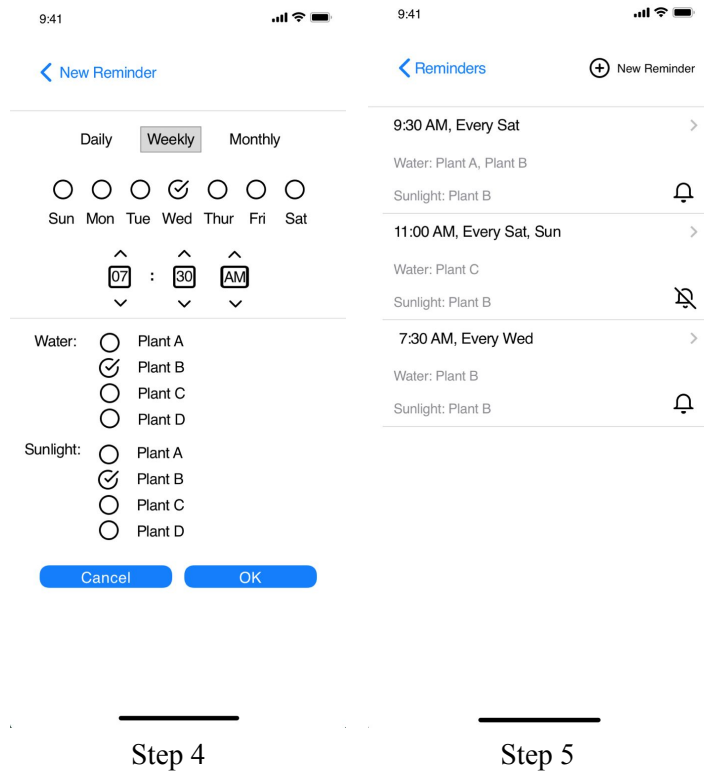 9:41
New Reminder
Daily Weekly Monthly
Sun Mon Tue Wed Thur Fri Sat
07 : 30 AM
Water: Plant A
Plant B
Plant C
Plant D
Sunlight: Plant A
Plant B
Plant C
Plant D
Cancel OK
Step 4
9:41
Reminders New Reminder
9:30 AM, Every Sat
Water: Plant A, Plant B
Sunlight: Plant B
11:00 AM, Every Sat, Sun
Water: Plant C
Sunlight: Plant B
7:30 AM, Every Wed
Water: Plant B
Sunlight: Plant B
Step 5